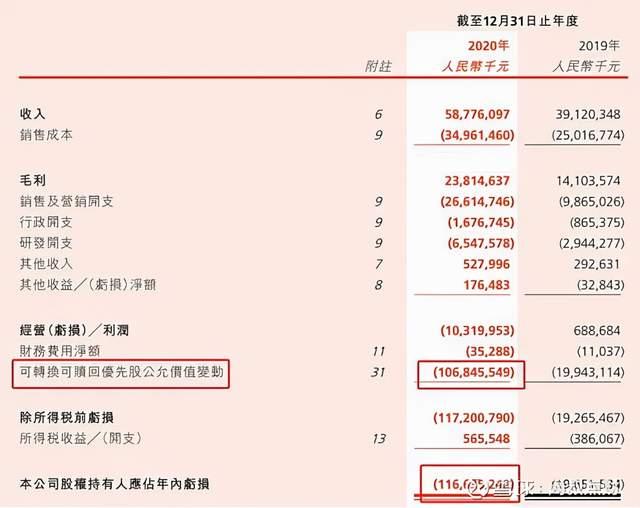 截至12月31日止年度
2020年 2019年
附註 人民幣千元 人民幣千元
收入 6 58,776,097 39,120,348
銷售成本 9 (34,961,460) (25,016,774)
毛利 23,814,637 14,103,574
銷售及營銷開支 9 (26,614,746) (9,865,026)
行政開支 9 (1,676,745) (865,375)
研發開支 9 (6,547,578) (2,944,277)
其他收入 7 527,996 292,631
其他收益╱(虧損)淨額 8 176,483 (32,843)
經營(虧損)╱利潤 (10,319,953) 688,684
財務費用淨額 11 (35,288) (11,037)
可轉換可贖回優先股公允價值變動 31 (106,845,549) (19,943,114)
除所得税前虧損 (117,200,790) (19,265,467)
所得税收益╱(開支) 13 565,548 (386,067)
本公司股權持有人應佔年內虧損 (116,635,242) (19,651,534)